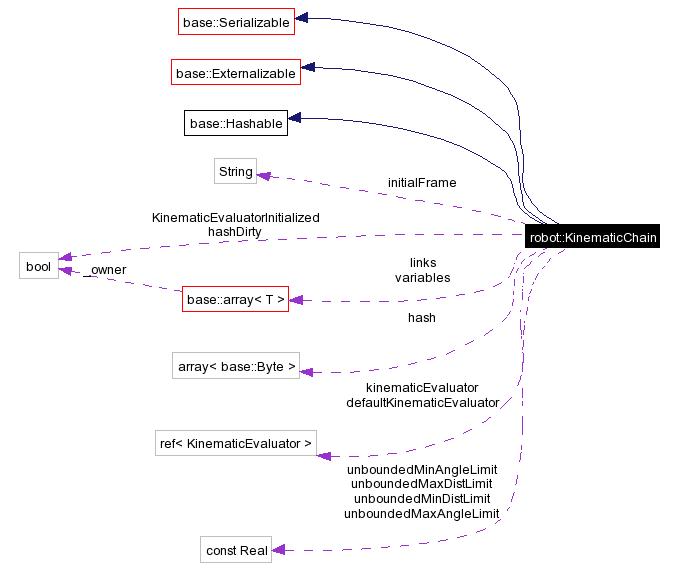 base::Serializable
base::Externalizable
base::Hashable
String
initialFrame
KinematicEvaluatorInitialized
hashDirty
robot::KinematicChain
bool
_owner
links
variables
base::array< T >
hash
array< base::Byte >
kinematicEvaluator
defaultKinematicEvaluator
ref< KinematicEvaluator >
unboundedMinAngleLimit
unboundedMaxDistLimit
unboundedMinDistLimit
unboundedMaxAngleLimit
const Real